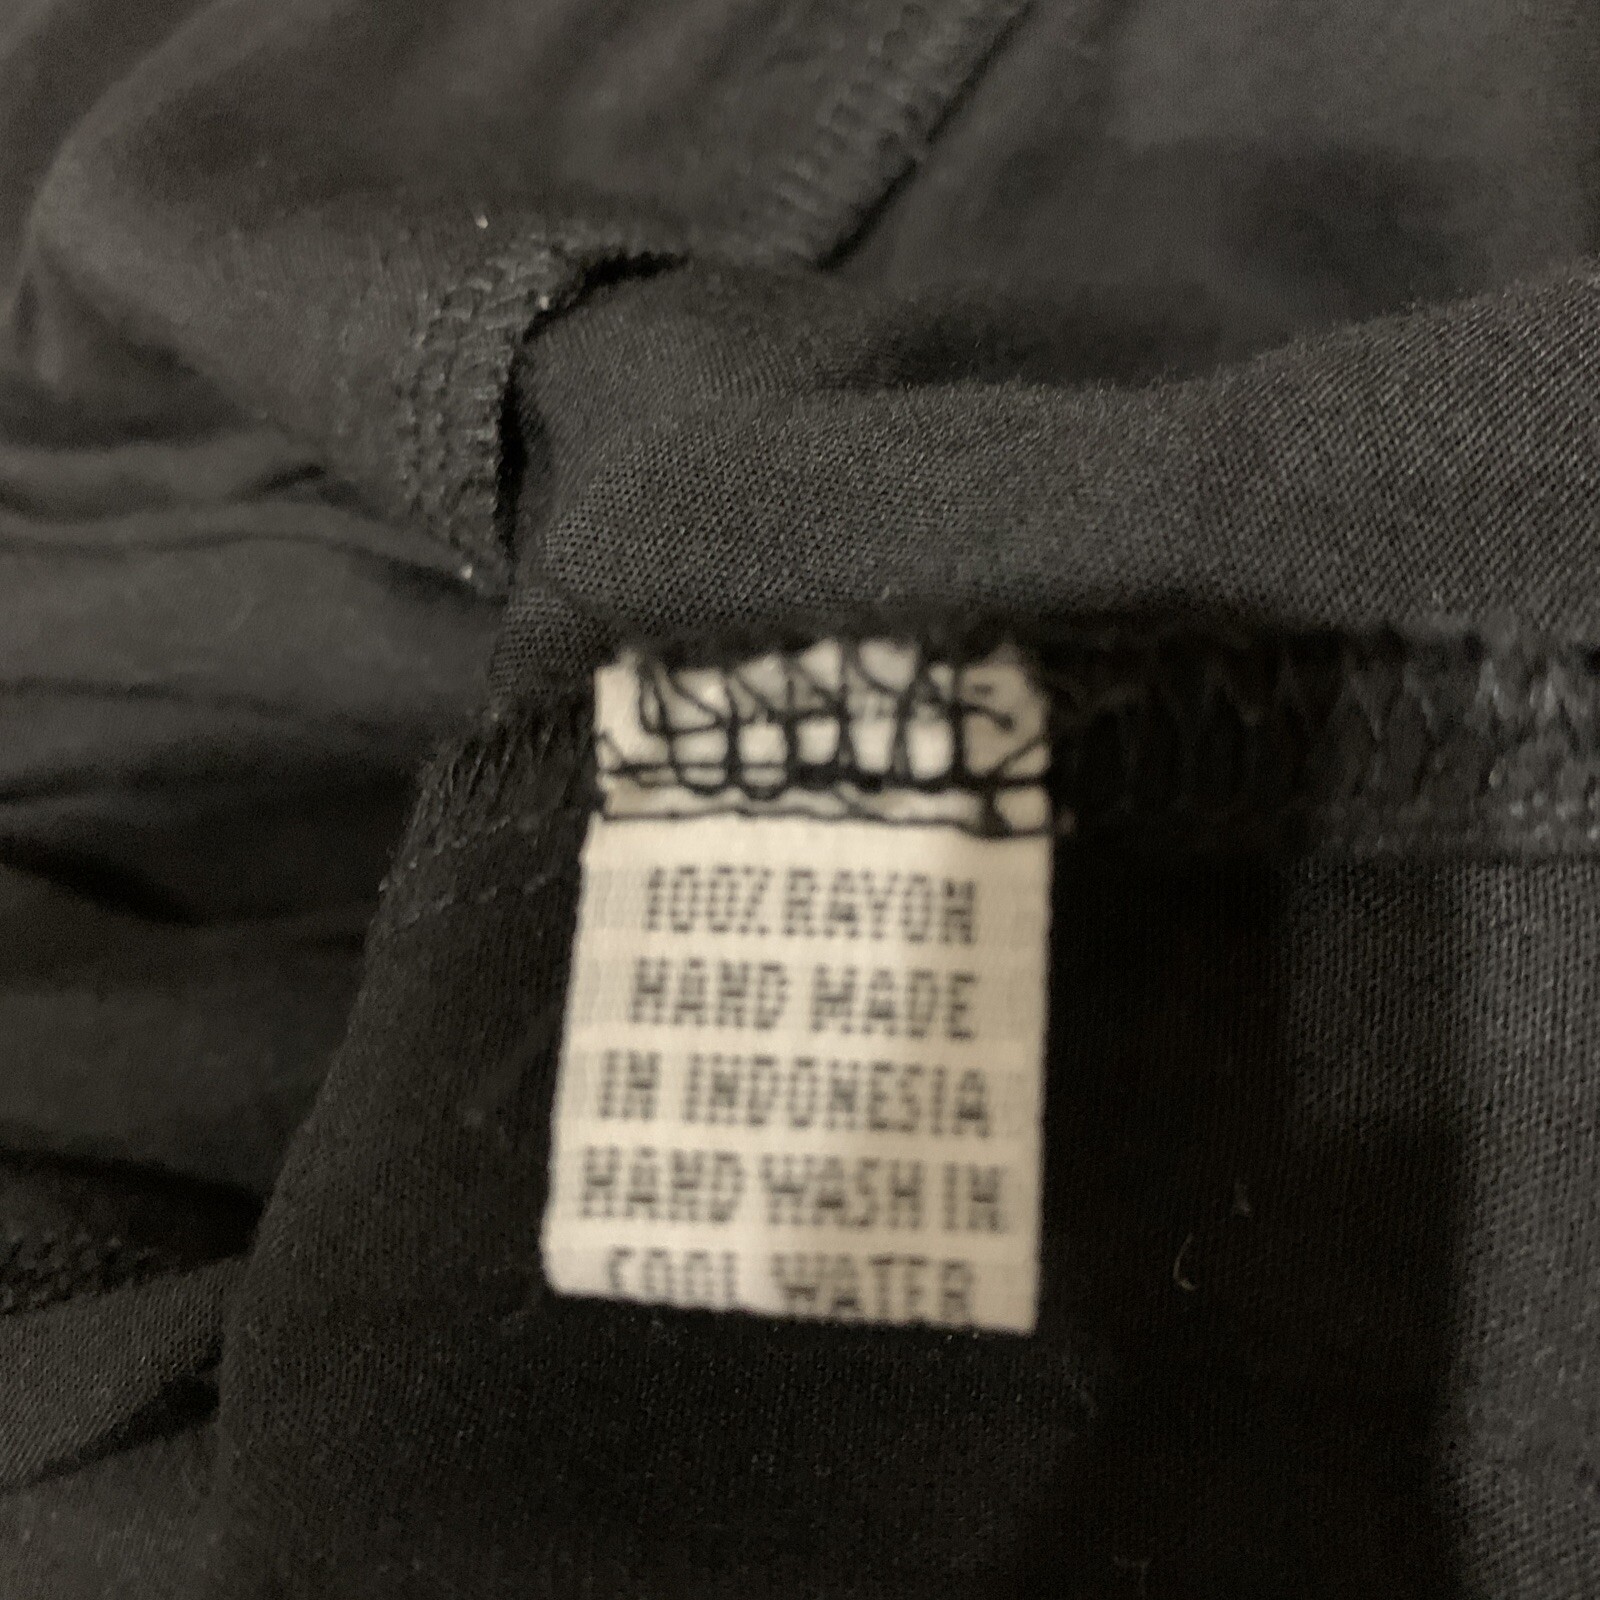 100% RAYON
HAND MADE
IN INDONESIA
HAND WASH IN
COOL WATER